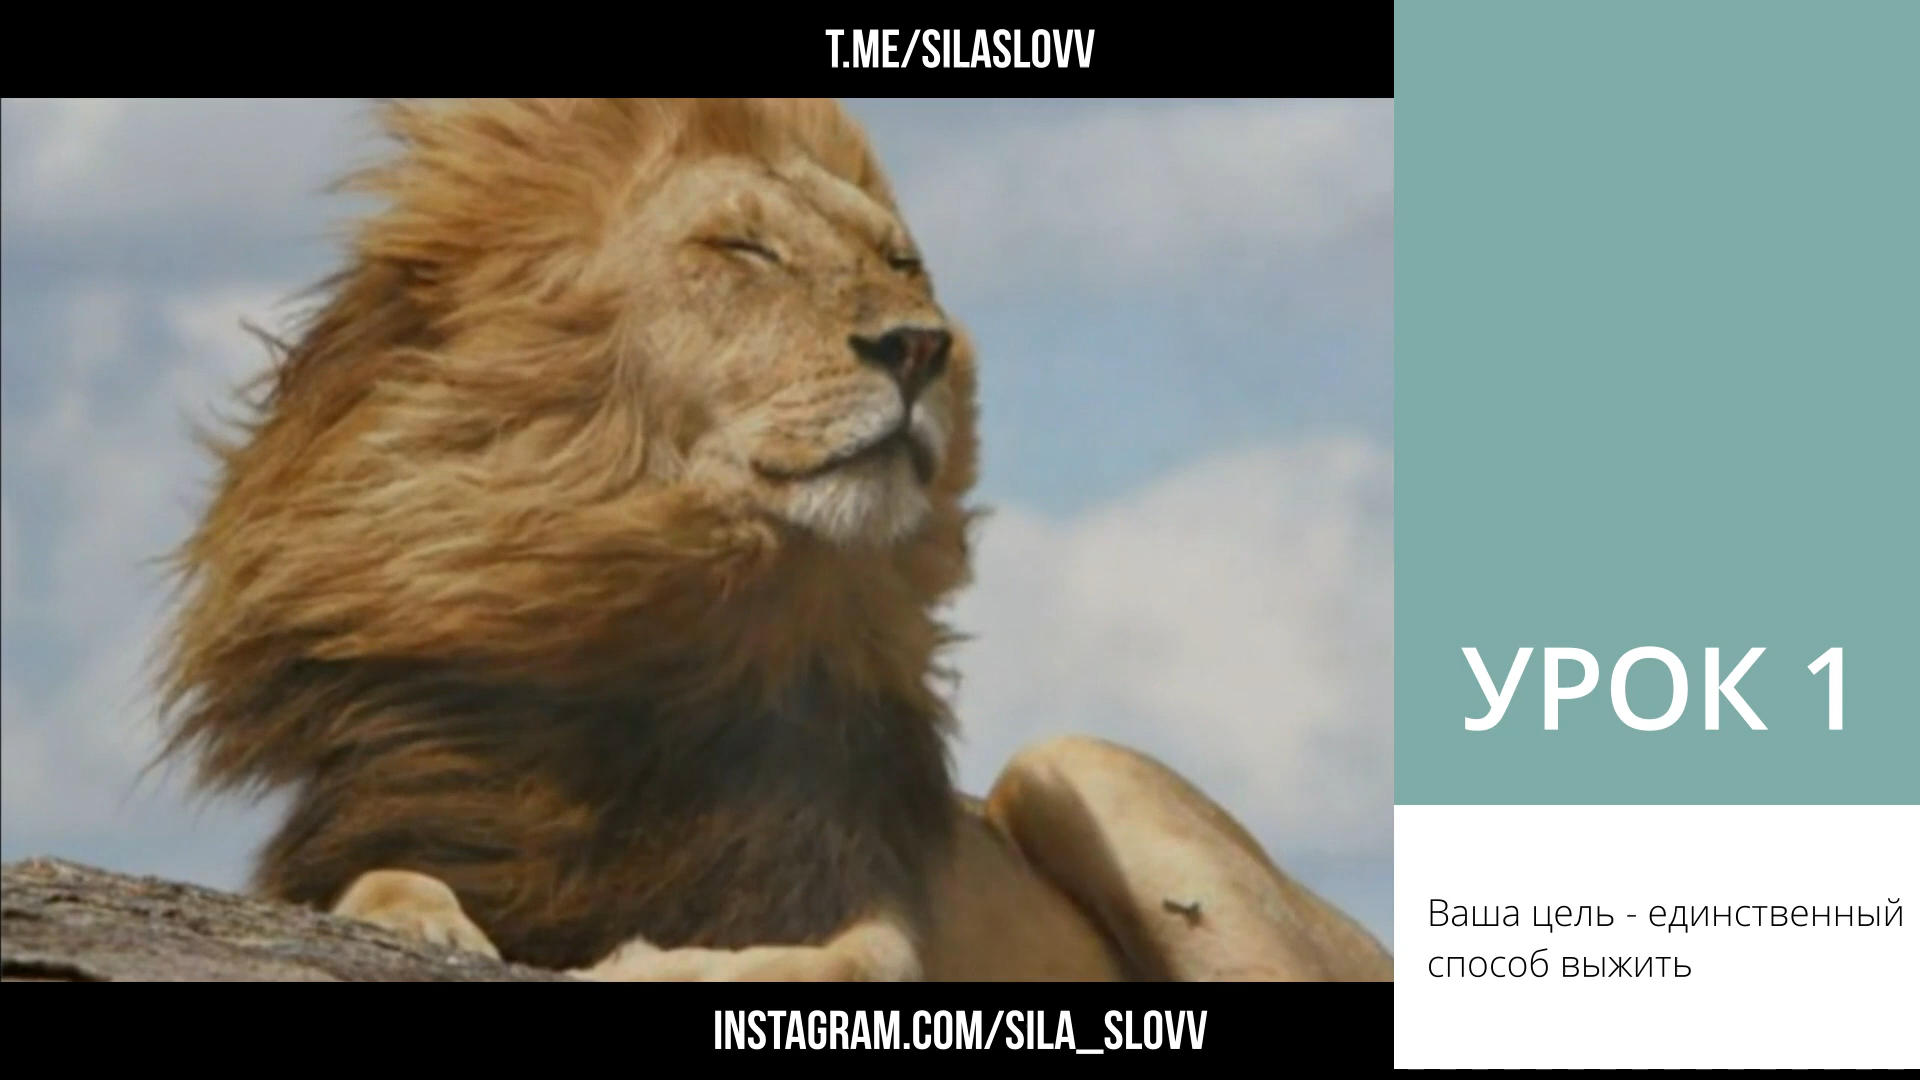 T.ME/SILASLOVV
УРОК 1
Ваша цель - единственный
способ выжить
INSTAGRAM.COM/SILA_SLOVV